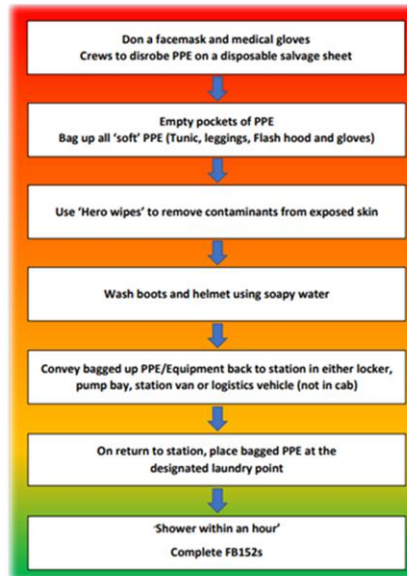 Don a facemask and medical gloves
Crews to disrobe PPE on a disposable salvage sheet
Empty pockets of PPE
Bag up all ‘soft’ PPE (Tunic, leggings, Flash hood and gloves)
Use ‘Hero wipes’ to remove contaminants from exposed skin
Wash boots and helmet using soapy water
Convey bagged up PPE/Equipment back to station in either locker,
pump bay, station van or logistics vehicle (not in cab)
On return to station, place bagged PPE at the
designated laundry point
‘Shower within an hour’
Complete FB152s